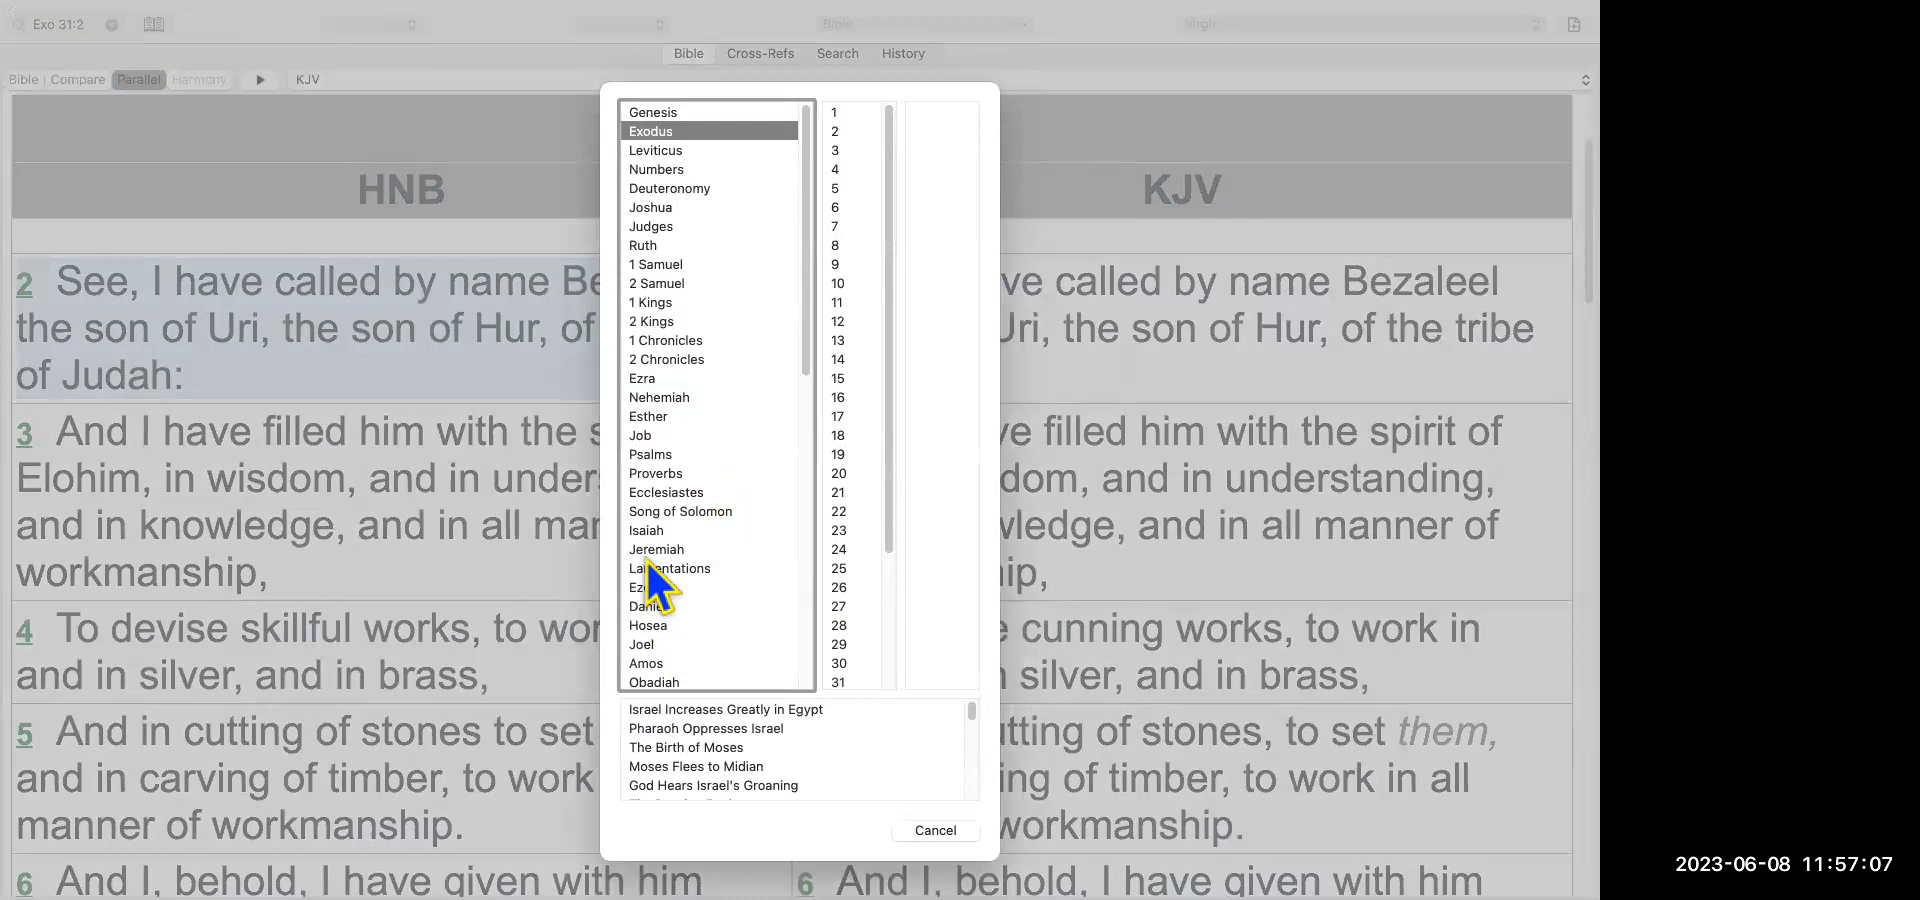 Exo 31:2
Bible
Bible Cross-Refs Search History
Bible Compare Parallel Harmony KJV
HNB KJV
2 See, I have called by name
the son of Uri, the son of Hur, of
of Judah:
3 And I have filled him with the
Elohim, in wisdom, and in
and in knowledge, and in all
workmanship,
4 To devise skillful works, to
and in silver, and in brass,
5 And in cutting of stones to set
and in carving of timber, to work
manner of workmanship.
6 And I, behold, I have given with him
called by name Bezaleel
the son of Hur, of the tribe
filled him with the spirit of
and in understanding,
and in all manner of
cunning works, to work in
silver, and in brass,
of stones, to set them,
of timber, to work in all
workmanship.
6 And I, behold, I have given with him
Genesis
Exodus
Leviticus
Numbers
Deuteronomy
Joshua
Judges
Ruth
1 Samuel
2 Samuel
1 Kings
2 Kings
1 Chronicles
2 Chronicles
Ezra
Nehemiah
Esther
Job
Psalms
Proverbs
Ecclesiastes
Song of Solomon
Isaiah
Jeremiah
Lamentations
Daniel
Hosea
Joel
Amos
Obadiah
1
2
3
4
5
6
7
8
9
10
11
12
13
14
15
16
17
18
19
20
21
22
23
24
25
26
27
28
29
30
31
Israel Increases Greatly in Egypt
Pharaoh Oppresses Israel
The Birth of Moses
Moses Flees to Midian
God Hears Israel's Groaning
Cancel
2023-06-08 11:57:07